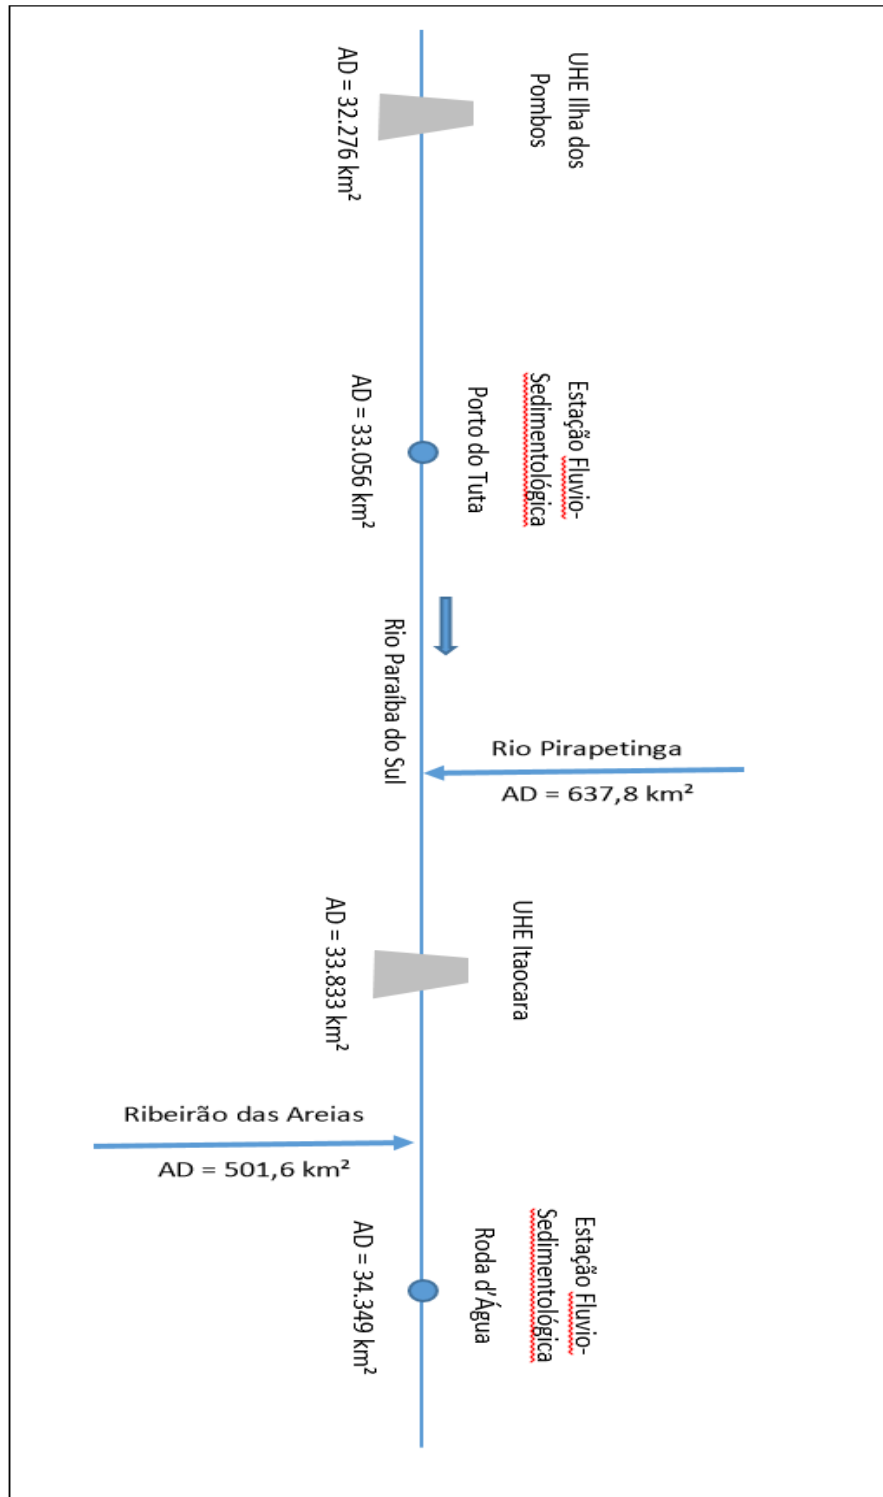 UHE Ilha dos
Pombos
AD = 32.276 km²
Estação Fluvio-
Sedimentológica
Porto do Tuta
AD = 33.056 km²
Rio Paraíba do Sul
Rio Pirapetinga
AD = 637,8 km²
UHE Itaocara
AD = 33.833 km²
Ribeirão das Areias
AD = 501,6 km²
Estação Fluvio-
Sedimentológica
Roda d’Água
AD = 34.349 km²